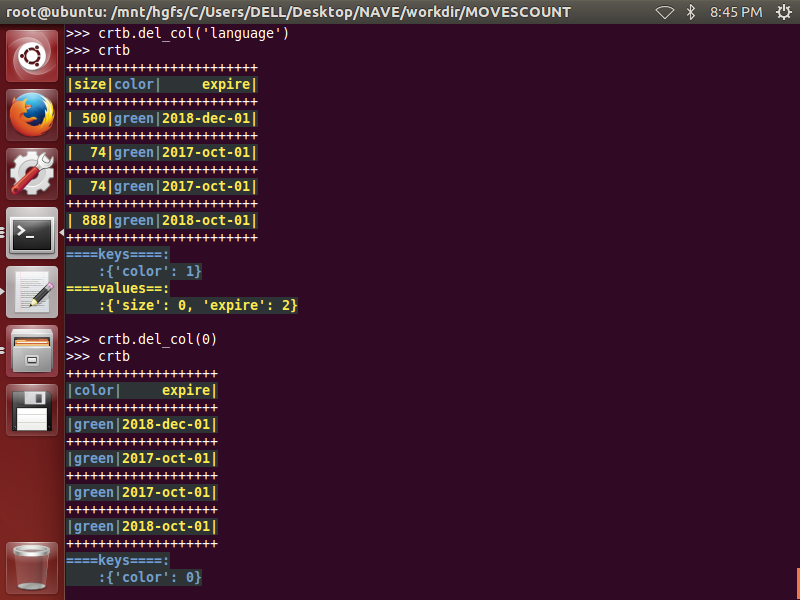 root@ubuntu: /mnt/hgfs/C/Users/DELL/Desktop/NAVE/workdir/MOVESCOUNT 8:45 PM
>>> crtb.del_col('language')
>>> crtb
++++++++++++++++++++++++
|size|color|     expire|
++++++++++++++++++++++++
| 500|green|2018-dec-01|
++++++++++++++++++++++++
|  74|green|2017-oct-01|
++++++++++++++++++++++++
|  74|green|2017-oct-01|
++++++++++++++++++++++++
| 888|green|2018-oct-01|
++++++++++++++++++++++++
====keys====:
    :{'color': 1}
====values==:
    :{'size': 0, 'expire': 2}
>>> crtb.del_col(0)
>>> crtb
+++++++++++++++++++
|color|     expire|
+++++++++++++++++++
|green|2018-dec-01|
+++++++++++++++++++
|green|2017-oct-01|
+++++++++++++++++++
|green|2017-oct-01|
+++++++++++++++++++
|green|2018-oct-01|
+++++++++++++++++++
====keys====:
    :{'color': 0}